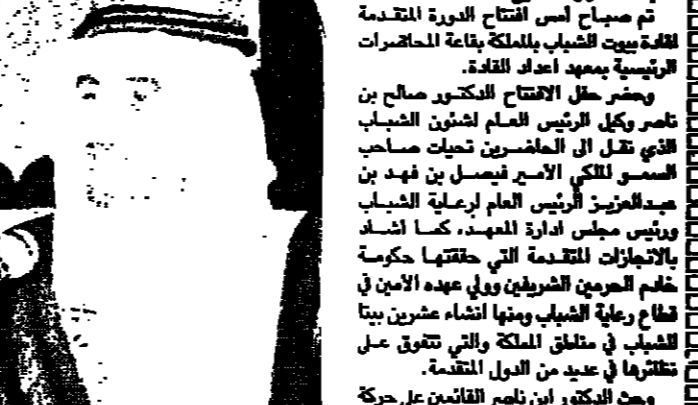 تم صباح أمس افتتاح الدورة المتقدمة
لقادة بيوت الشباب بالمملكة بقاعة المحاضرات
الرئيسية بمعهد أعداد القادة.
وحضر حفل الافتتاح الدكتور صالح بن
ناصر وكيل الرئيس العام لشئون الشباب
الذي نقل الى الحاضرين تحيات صاحب
السمو الملكي الأمير فيصل بن فهد بن
عبدالعزيز الرئيس العام لرعاية الشباب
ورئيس مجلس ادارة المعهد، كما أشاد
بالانجازات المتقدمة التي حققتها حكومة
خادم الحرمين الشريفين وولي عهده الأمين في
قطاع رعاية الشباب ومنها انشاء عشرين بيتا
للشباب في مناطق المملكة والتي تتفوق على
نظائرها في عديد من الدول المتقدمة.
وحث الدكتور ابن ناصر القائمين على حركة